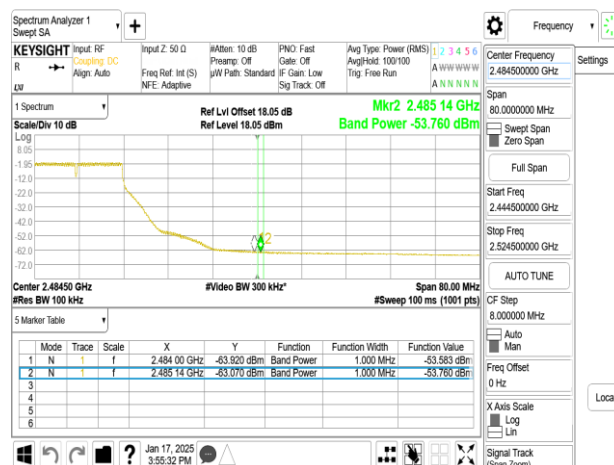 Spectrum Analyzer 1
Swept SA
Frequency
Settings
KEYSIGHT
R
Input: RF
Coupling: DC
Align: Auto
Input Z: 50 Ω
Freq Ref: Int (S)
NFE: Adaptive
#Atten: 10 dB
Preamp: Off
µW Path: Standard
PNO: Fast
Gate: Off
IF Gain: Low
Sig Track: Off
Avg Type: Power (RMS)
Avg|Hold: 100/100
Trig: Free Run
1 2 3 4 5 6
A W W W W W
A N N N N N
1 Spectrum
Scale/Div 10 dB
Log
Ref Lvl Offset 18.05 dB
Ref Level 18.05 dBm
Mkr2 2.485 14 GHz
Band Power -53.760 dBm
8.05
-1.95
-12.0
-22.0
-32.0
-42.0
-52.0
-62.0
-72.0
2
Center 2.48450 GHz
#Res BW 100 kHz
#Video BW 300 kHz*
Span 80.00 MHz
#Sweep 100 ms (1001 pts)
5 Marker Table
Mode Trace Scale X Y Function Function Width Function Value
1 N 1 f 2.484 00 GHz -63.920 dBm Band Power 1.000 MHz -53.583 dBm
2 N 1 f 2.485 14 GHz -63.070 dBm Band Power 1.000 MHz -53.760 dBm
3
4
5
6
Jan 17, 2025
3:55:32 PM
Center Frequency
2.484500000 GHz
Span
80.0000000 MHz
Swept Span
Zero Span
Full Span
Start Freq
2.444500000 GHz
Stop Freq
2.524500000 GHz
AUTO TUNE
CF Step
8.000000 MHz
Auto
Man
Freq Offset
0 Hz
X Axis Scale
Log
Lin
Signal Track
(Span Zoom)
Loca